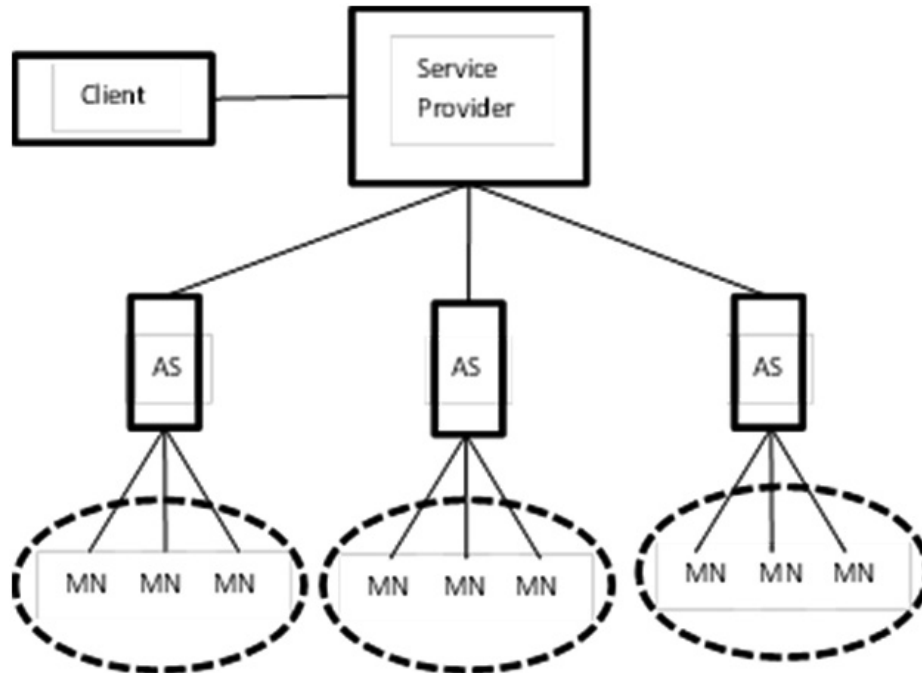 Client
Service
Provider
AS AS AS
MN MN MN MN MN MN MN MN MN